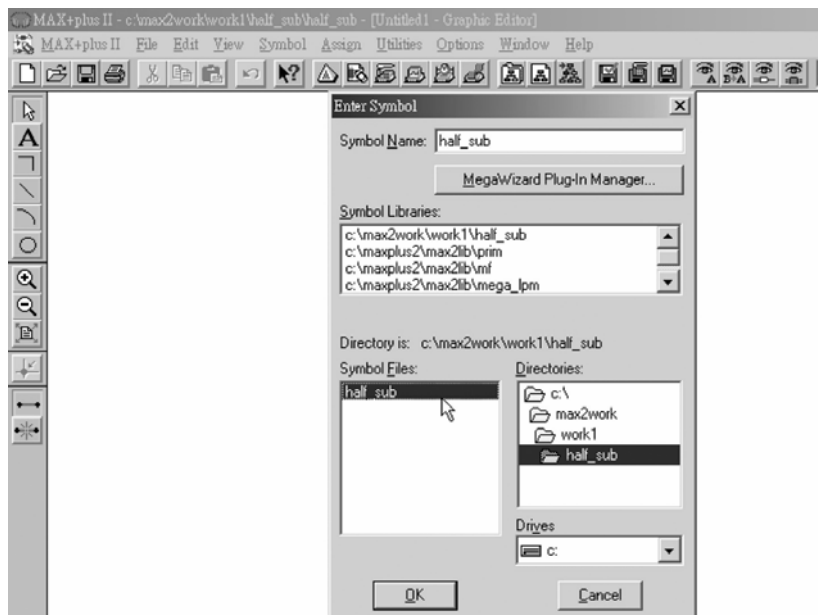 MAX+plus II - c:\max2work\work1\half_sub\half_sub - [Untitled1 - Graphic Editor]
MAX+plus II File Edit View Symbol Assign Utilities Options Window Help
A
Enter Symbol
Symbol Name: half_sub
MegaWizard Plug-In Manager...
Symbol Libraries:
c:\max2work\work1\half_sub
c:\maxplus2\max2lib\prim
c:\maxplus2\max2lib\mf
c:\maxplus2\max2lib\mega_lpm
Directory is: c:\max2work\work1\half_sub
Symbol Files:
half_sub
Directories:
c:\
max2work
work1
half_sub
Drives
c:
OK
Cancel